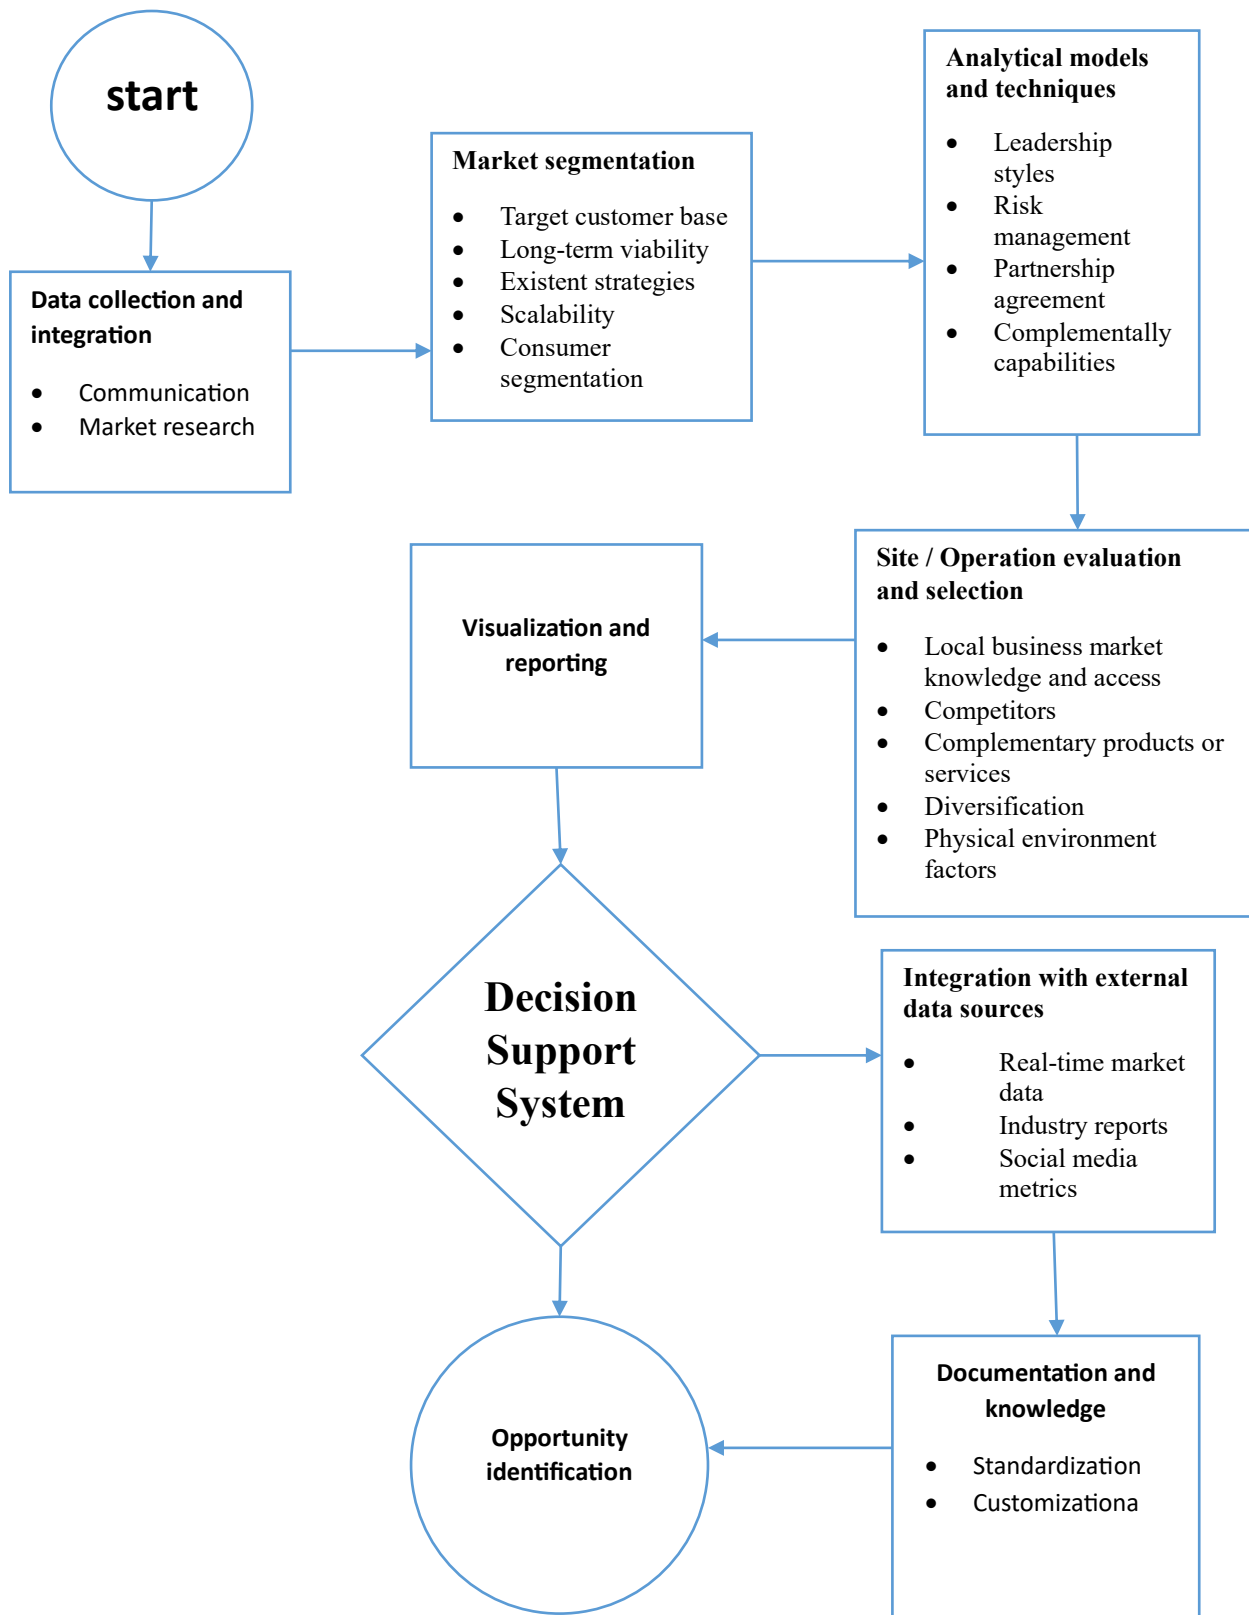 start
Data collection and
integration
• Communication
• Market research
Market segmentation
• Target customer base
• Long-term viability
• Existent strategies
• Scalability
• Consumer
segmentation
Analytical models
and techniques
• Leadership
styles
• Risk
management
• Partnership
agreement
• Complementally
capabilities
Site / Operation evaluation
and selection
• Local business market
knowledge and access
• Competitors
• Complementary products or
services
• Diversification
• Physical environment
factors
Visualization and
reporting
Decision
Support
System
Integration with external
data sources
• Real-time market
data
• Industry reports
• Social media
metrics
Documentation and
knowledge
• Standardization
• Customizationa
Opportunity
identification